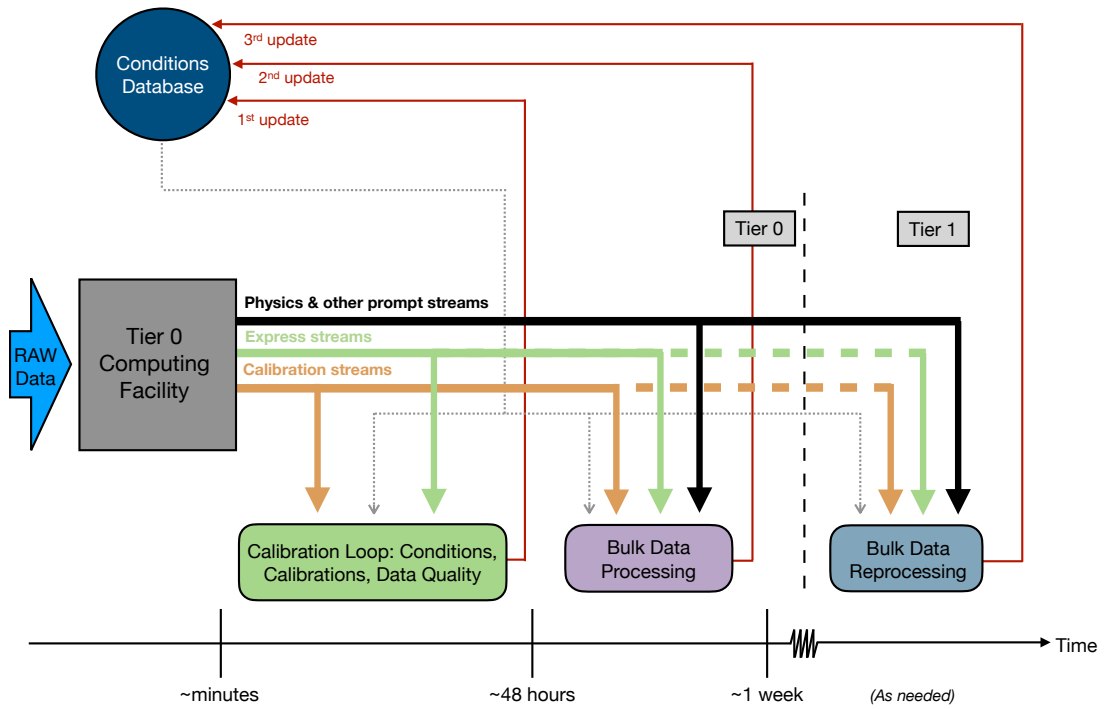 3rd update
Conditions
Database
2nd update
1st update
Tier 0
Tier 1
Physics & other prompt streams
Tier 0
Computing
Facility
Express streams
RAW
Data
Calibration streams
Calibration Loop: Conditions,
Calibrations, Data Quality
Bulk Data
Processing
Bulk Data
Reprocessing
Time
~minutes
~48 hours
~1 week
(As needed)